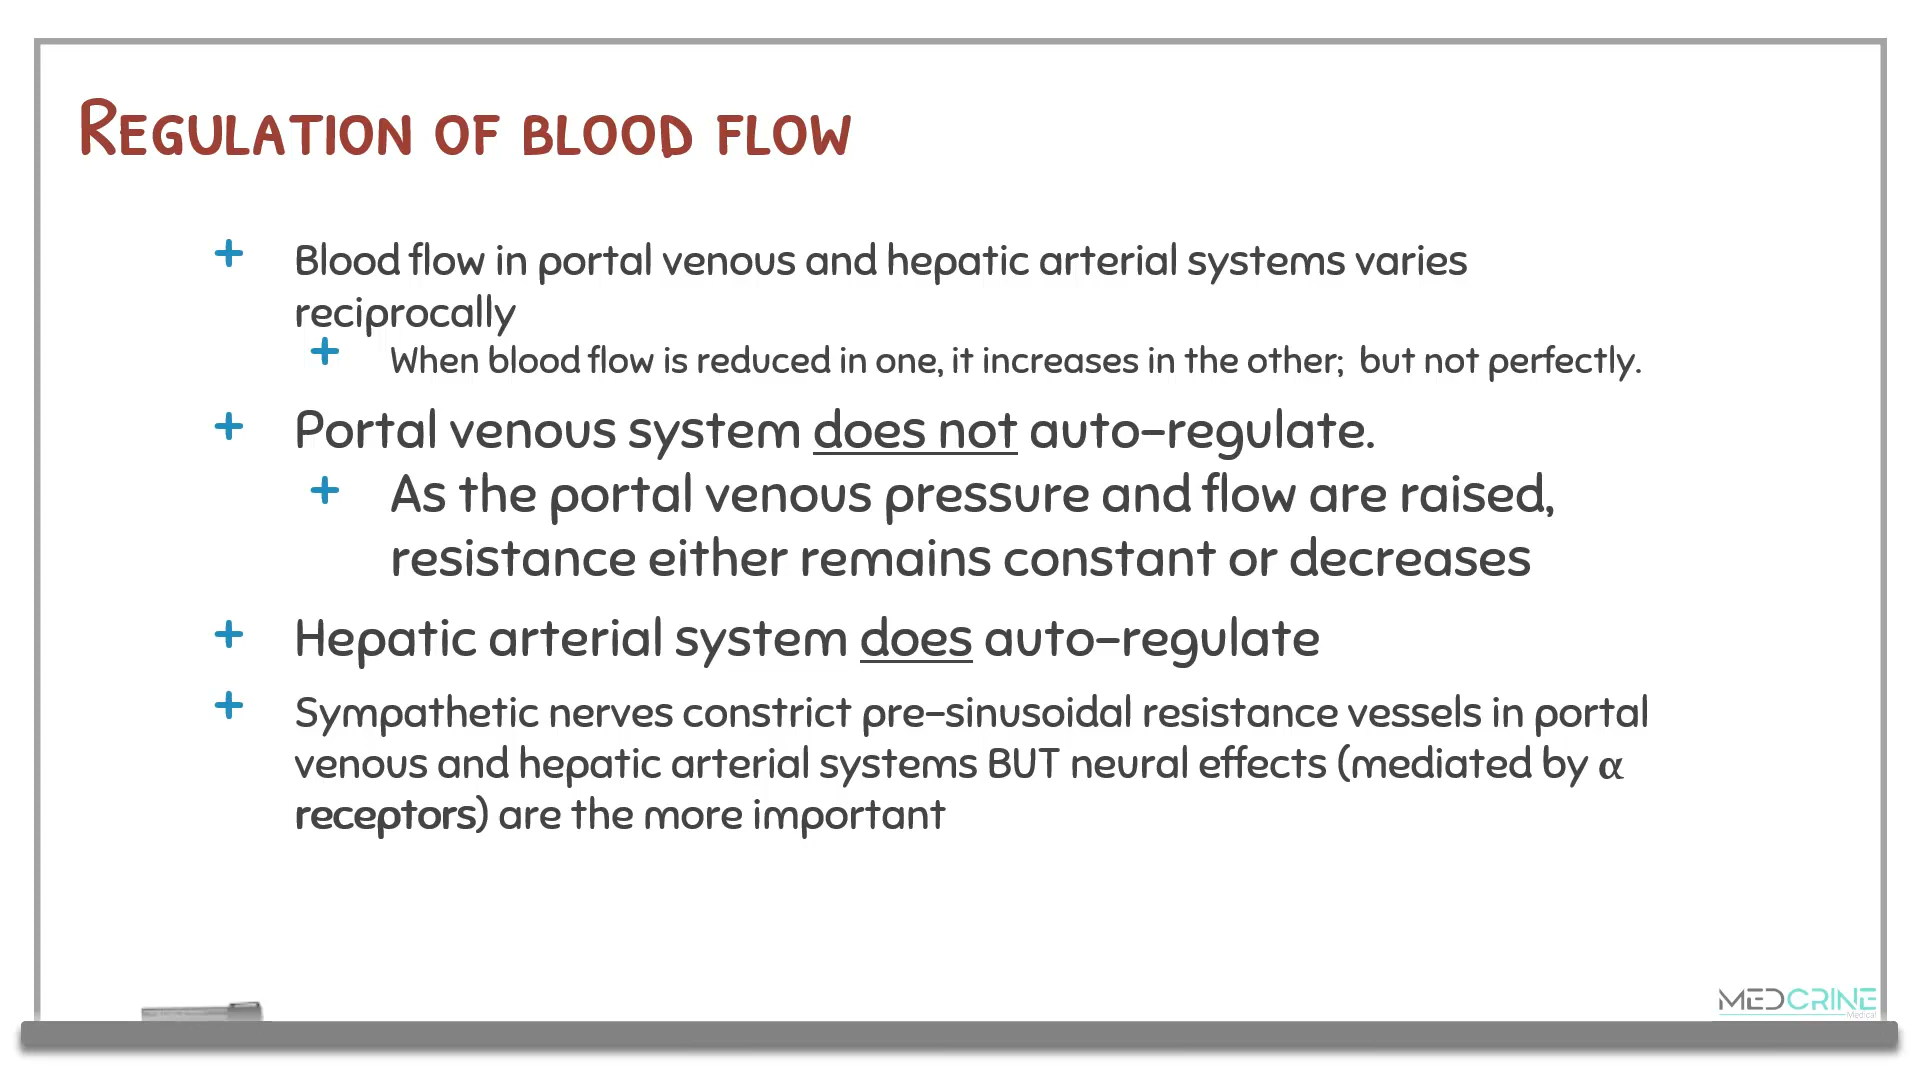 Regulation of blood flow
+ Blood flow in portal venous and hepatic arterial systems varies
reciprocally
+ When blood flow is reduced in one, it increases in the other;  but not perfectly.
+ Portal venous system does not auto-regulate.
+ As the portal venous pressure and flow are raised,
resistance either remains constant or decreases
+ Hepatic arterial system does auto-regulate
+ Sympathetic nerves constrict pre-sinusoidal resistance vessels in portal
venous and hepatic arterial systems BUT neural effects (mediated by α
receptors) are the more important
MEDCRINE
Medical